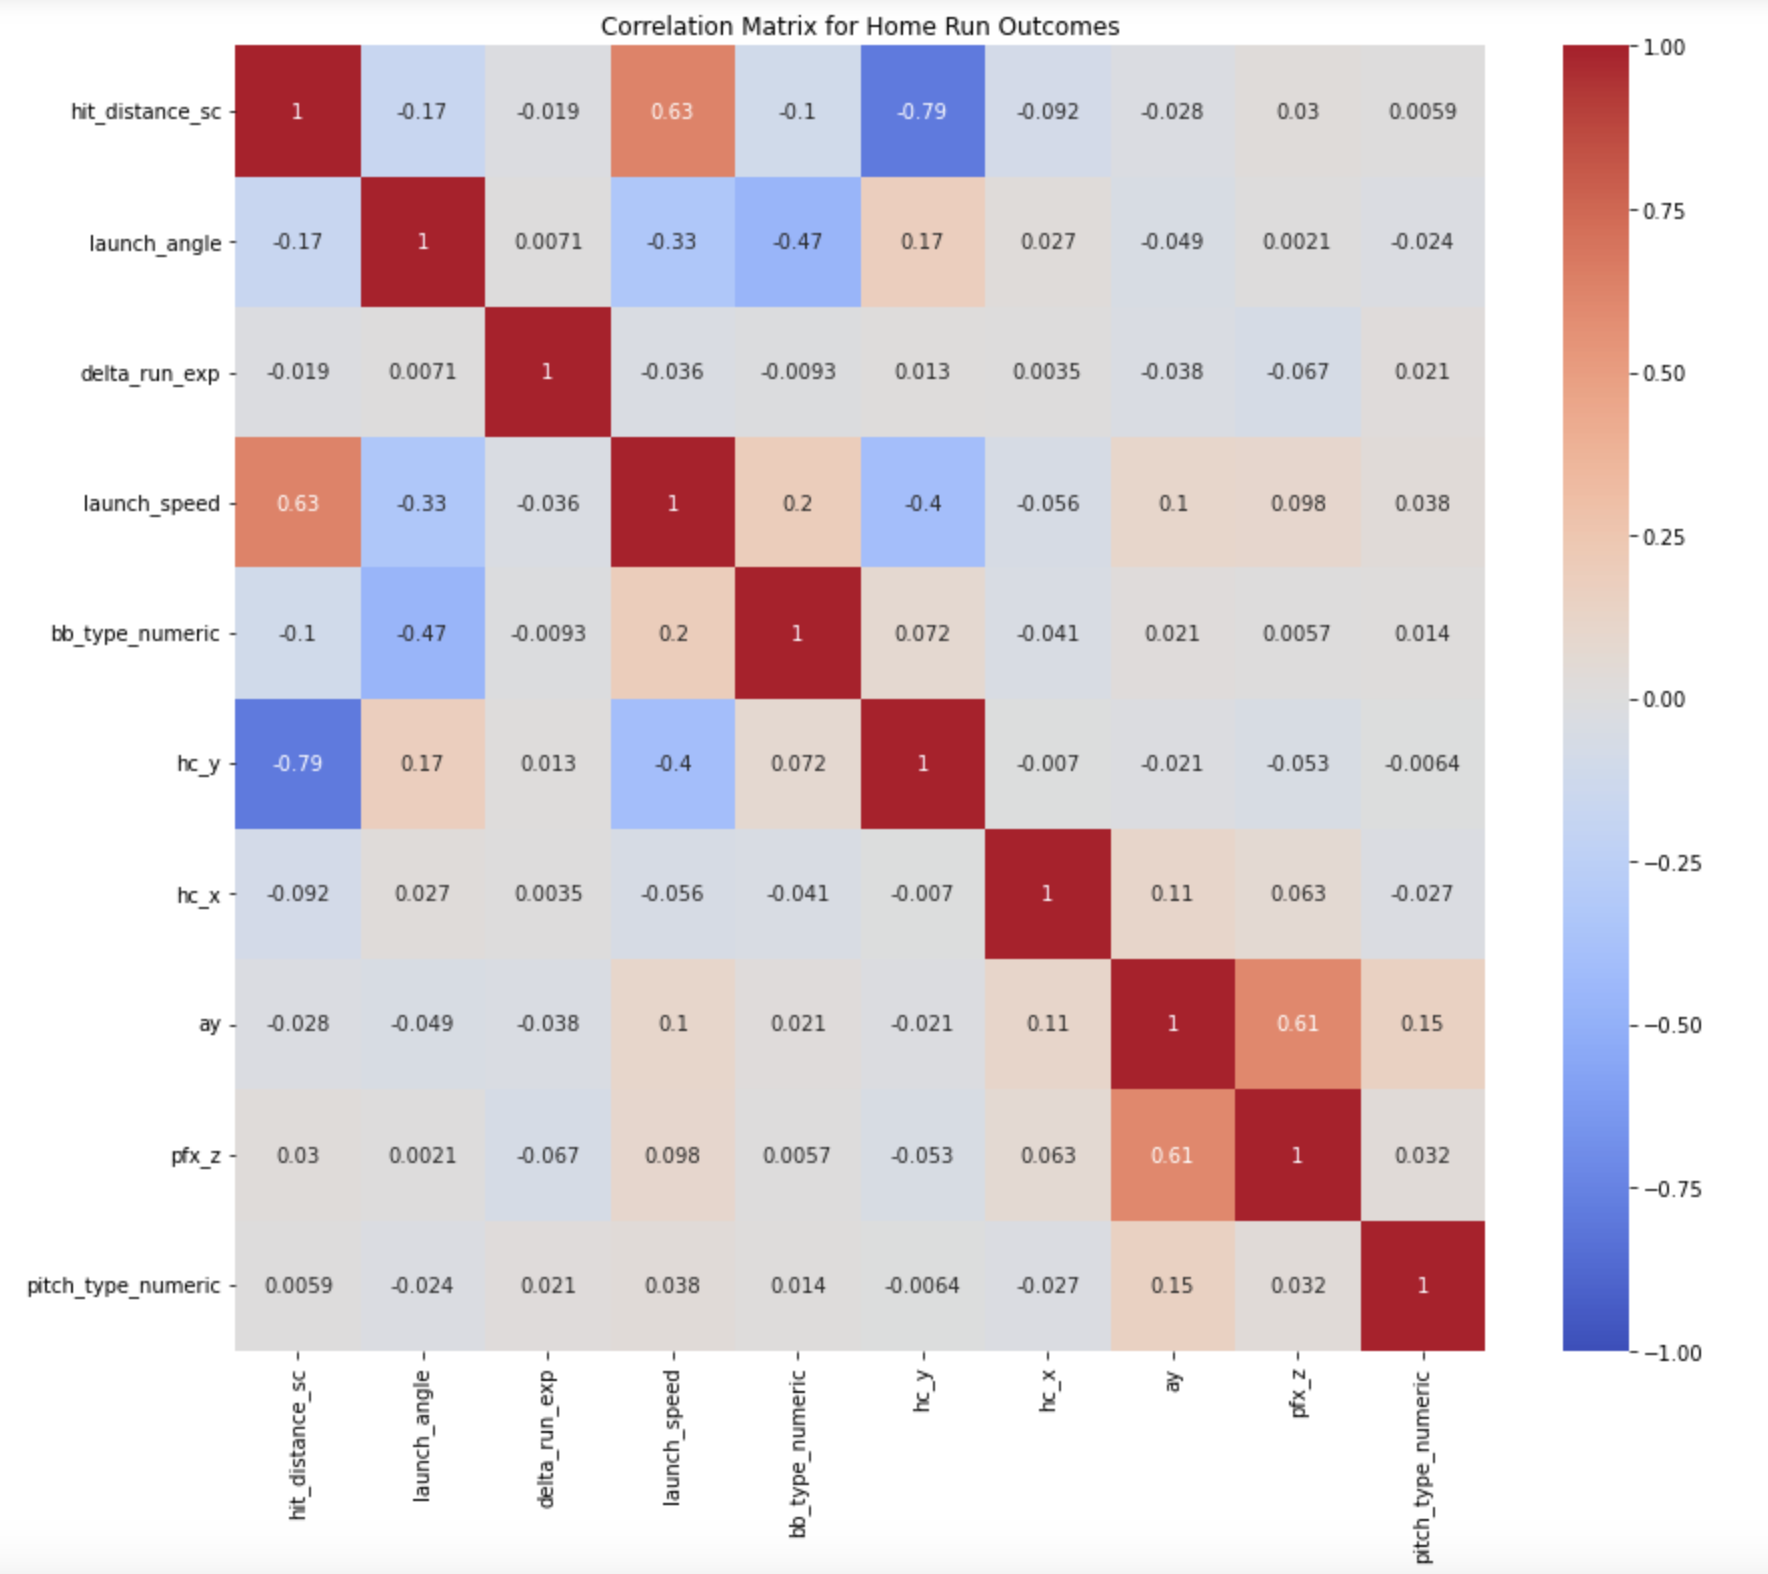 Correlation Matrix for Home Run Outcomes
hit_distance_sc 1 -0.17 -0.019 0.63 -0.1 -0.79 -0.092 -0.028 0.03 0.0059
launch_angle -0.17 1 0.0071 -0.33 -0.47 0.17 0.027 -0.049 0.0021 -0.024
delta_run_exp -0.019 0.0071 1 -0.036 -0.0093 0.013 0.0035 -0.038 -0.067 0.021
launch_speed 0.63 -0.33 -0.036 1 0.2 -0.4 -0.056 0.1 0.098 0.038
bb_type_numeric -0.1 -0.47 -0.0093 0.2 1 0.072 -0.041 0.021 0.0057 0.014
hc_y -0.79 0.17 0.013 -0.4 0.072 1 -0.007 -0.021 -0.053 -0.0064
hc_x -0.092 0.027 0.0035 -0.056 -0.041 -0.007 1 0.11 0.063 -0.027
ay -0.028 -0.049 -0.038 0.1 0.021 -0.021 0.11 1 0.61 0.15
pfx_z 0.03 0.0021 -0.067 0.098 0.0057 -0.053 0.063 0.61 1 0.032
pitch_type_numeric 0.0059 -0.024 0.021 0.038 0.014 -0.0064 -0.027 0.15 0.032 1
hit_distance_sc
launch_angle
delta_run_exp
launch_speed
bb_type_numeric
hc_y
hc_x
ay
pfx_z
pitch_type_numeric
1.00
0.75
0.50
0.25
0.00
−0.25
−0.50
−0.75
−1.00